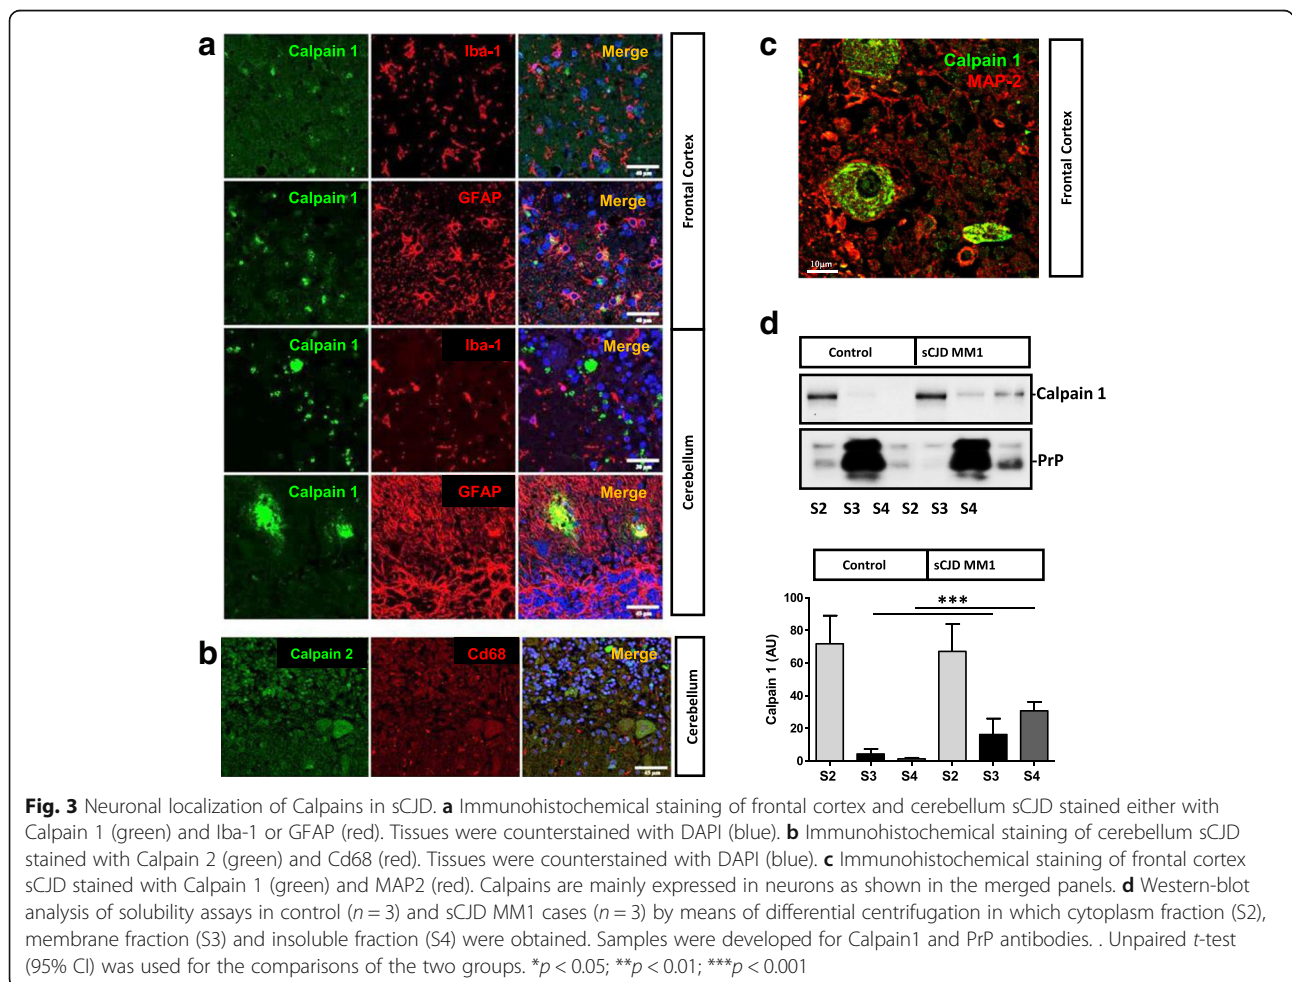 a
Calpain 1
Iba-1
Merge
40 µm
Calpain 1
GFAP
Merge
40 µm
Frontal Cortex
Calpain 1
Iba-1
Merge
Calpain 1
GFAP
Merge
45 µm
Cerebellum
b
Calpain 2
Cd68
Merge
45 µm
Cerebellum
c
Calpain 1
MAP-2
10µm
Frontal Cortex
d
Control sCJD MM1
-Calpain 1
-PrP
S2 S3 S4 S2 S3 S4
Control sCJD MM1
***
100
80
60
40
20
0
Calpain 1 (AU)
S2 S3 S4 S2 S3 S4
Fig. 3 Neuronal localization of Calpains in sCJD. a Immunohistochemical staining of frontal cortex and cerebellum sCJD stained either with
Calpain 1 (green) and Iba-1 or GFAP (red). Tissues were counterstained with DAPI (blue). b Immunohistochemical staining of cerebellum sCJD
stained with Calpain 2 (green) and Cd68 (red). Tissues were counterstained with DAPI (blue). c Immunohistochemical staining of frontal cortex
sCJD stained with Calpain 1 (green) and MAP2 (red). Calpains are mainly expressed in neurons as shown in the merged panels. d Western-blot
analysis of solubility assays in control (n = 3) and sCJD MM1 cases (n = 3) by means of differential centrifugation in which cytoplasm fraction (S2),
membrane fraction (S3) and insoluble fraction (S4) were obtained. Samples were developed for Calpain1 and PrP antibodies. . Unpaired t-test
(95% CI) was used for the comparisons of the two groups. *p < 0.05; **p < 0.01; ***p < 0.001